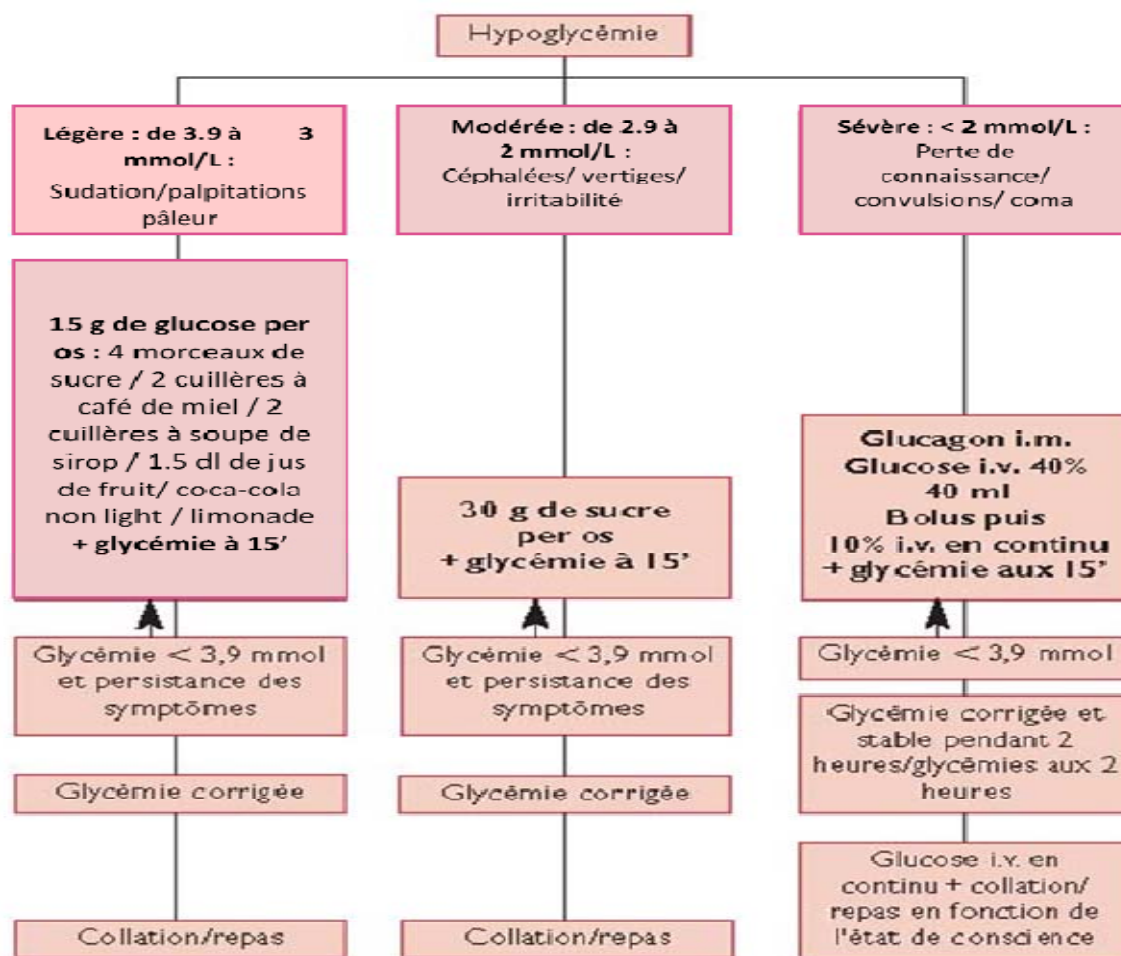 Hypoglycémie
Légère : de 3.9 à 3
mmol/L :
Sudation/palpitations
pâleur
15 g de glucose per
os : 4 morceaux de
sucre / 2 cuillères à
café de miel / 2
cuillères à soupe de
sirop / 1.5 dl de jus
de fruit/ coca-cola
non light / limonade
+ glycémie à 15’
Glycémie < 3,9 mmol
et persistance des
symptômes
Glycémie corrigée
Collation/repas
Modérée : de 2.9 à
2 mmol/L :
Céphalées/ vertiges/
irritabilité
30 g de sucre
per os
+ glycémie à 15’
Glycémie < 3,9 mmol
et persistance des
symptômes
Glycémie corrigée
Collation/repas
Sévère : < 2 mmol/L :
Perte de
connaissance/
convulsions/ coma
Glucagon i.m.
Glucose i.v. 40%
40 ml
Bolus puis
10% i.v. en continu
+ glycémie aux 15’
Glycémie < 3,9 mmol
Glycémie corrigée et
stable pendant 2
heures/glycémies aux 2
heures
Glucose i.v. en
continu + collation/
repas en fonction de
l'état de conscience